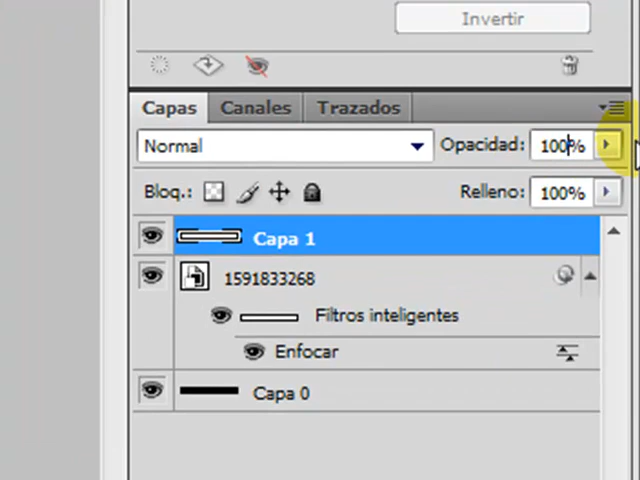 Invertir
Capas Canales Trazados
Normal Opacidad: 100%
Bloq.: Relleno: 100%
Capa 1
1591833268
Filtros inteligentes
Enfocar
Capa 0